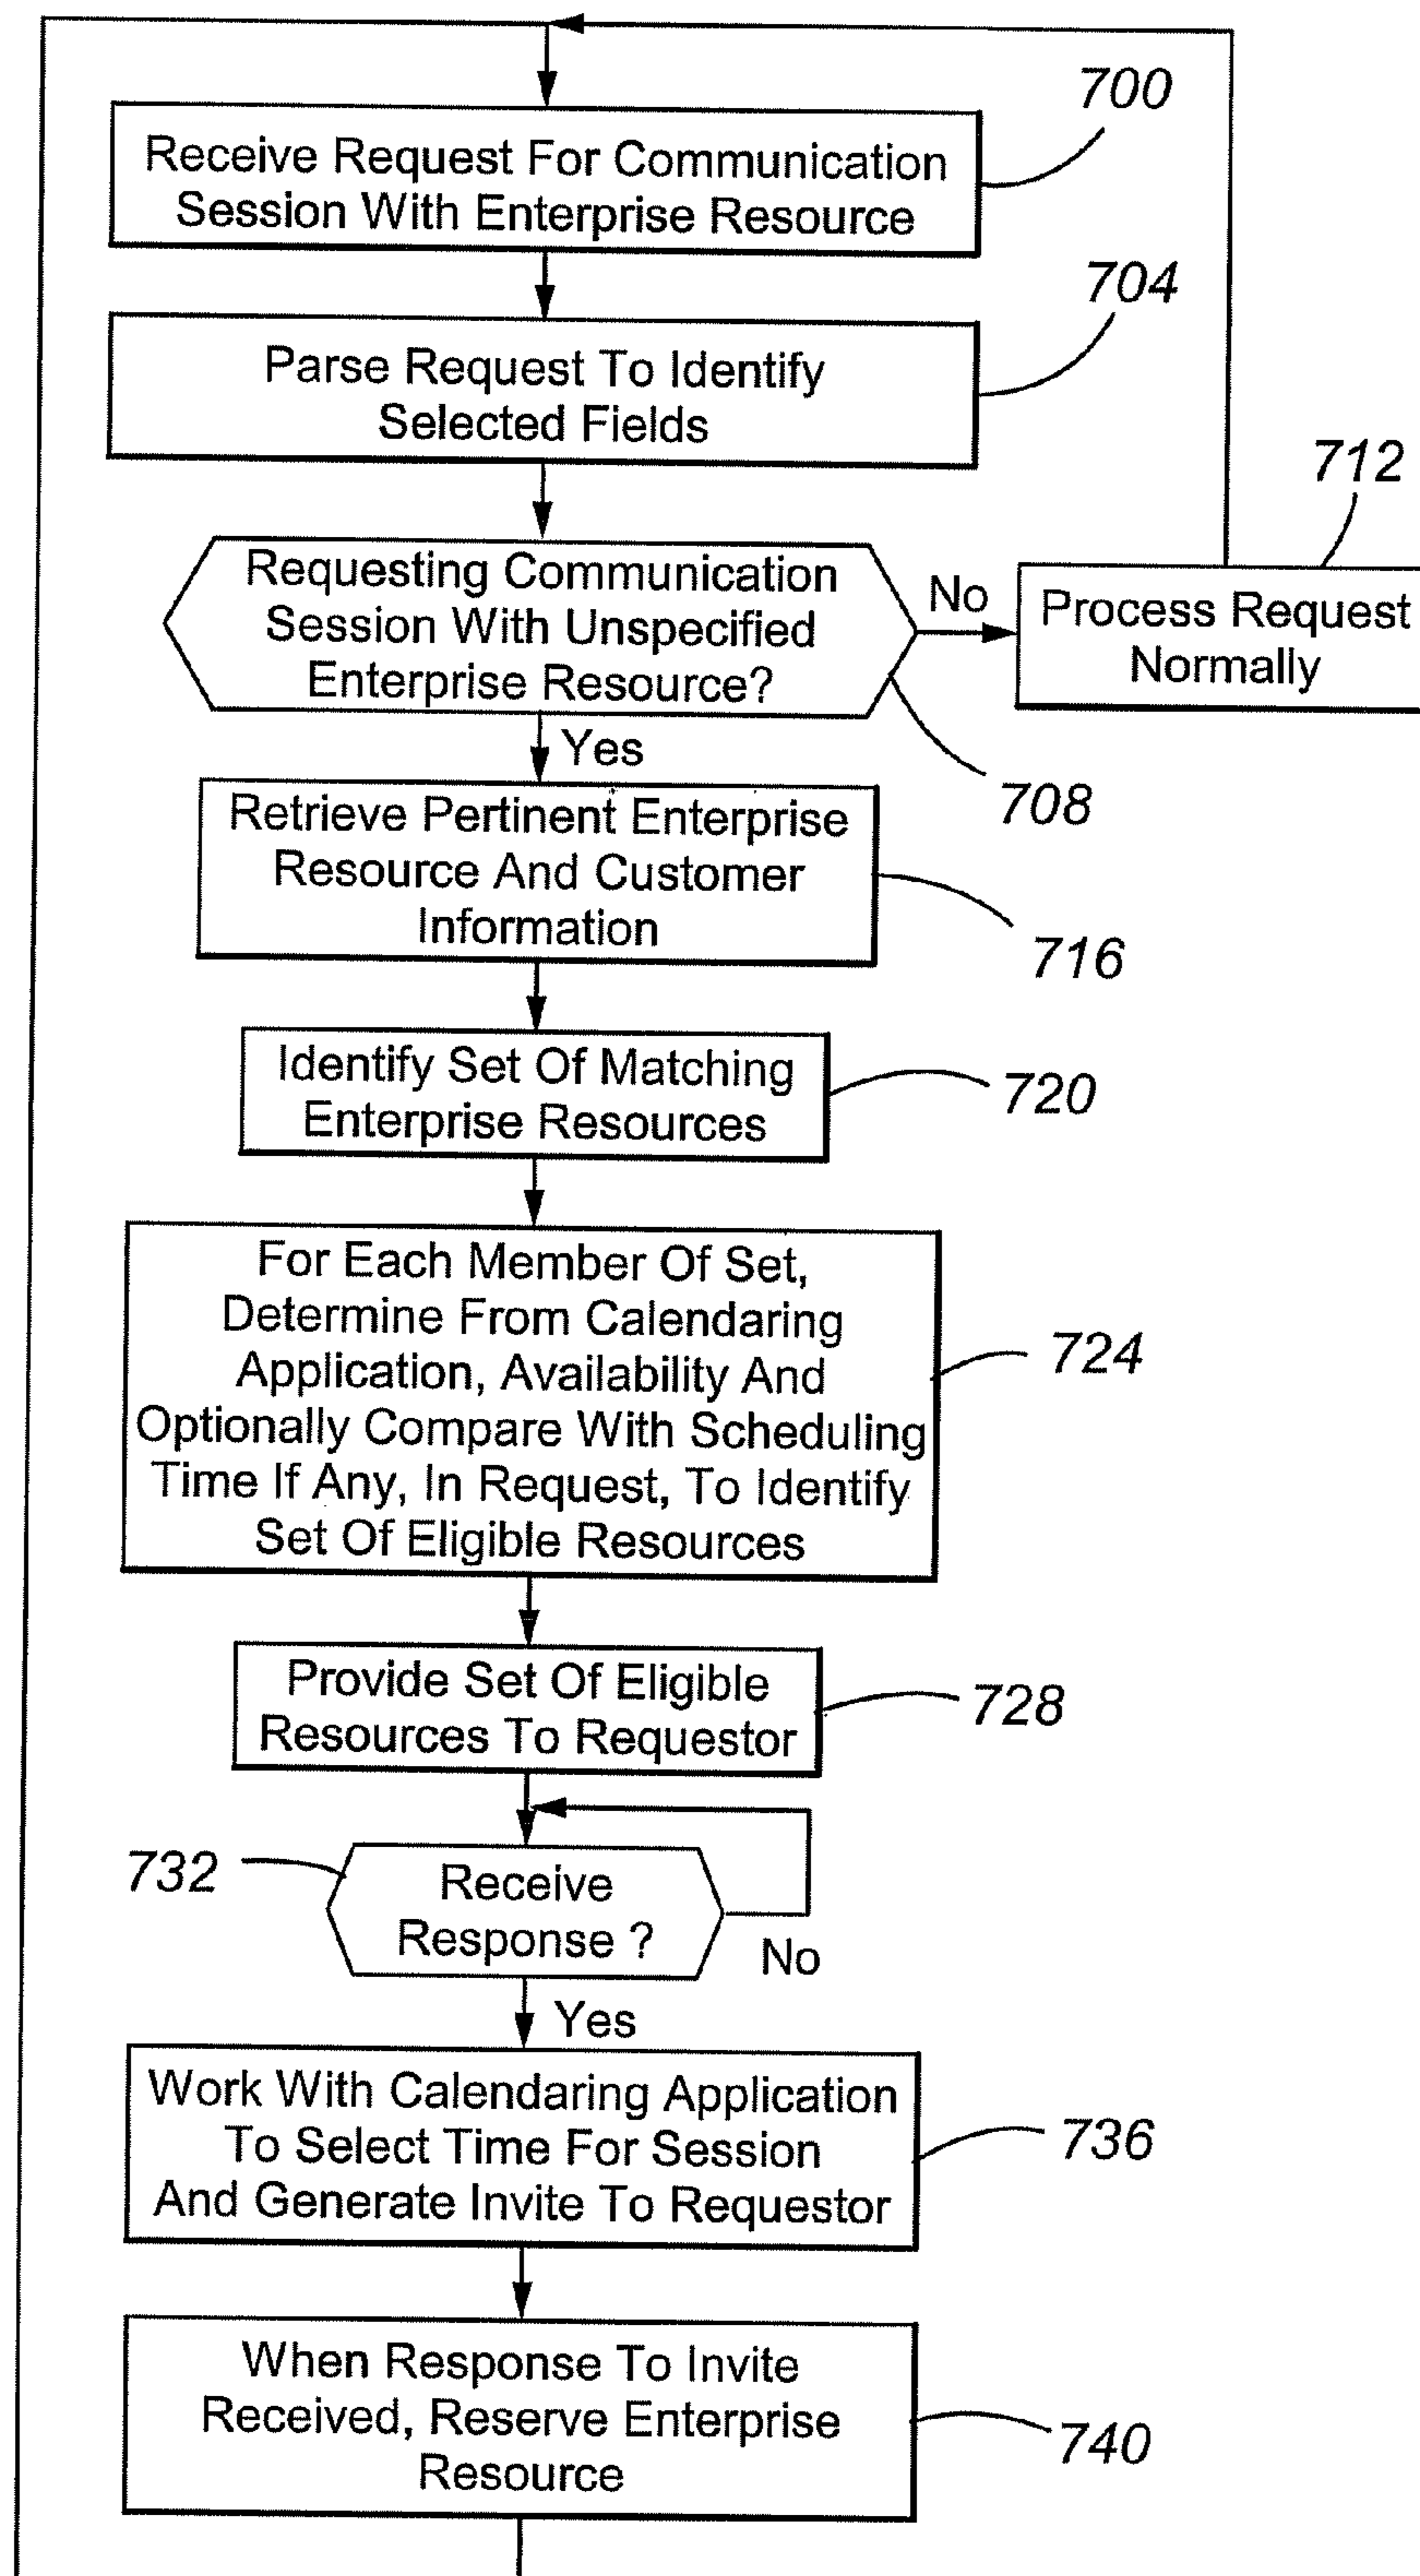 700
Receive Request For Communication
Session With Enterprise Resource
704
Parse Request To Identify
Selected Fields
712
Requesting Communication
Session With Unspecified
Enterprise Resource?
No
Process Request
Normally
Yes
708
Retrieve Pertinent Enterprise
Resource And Customer
Information
716
Identify Set Of Matching
Enterprise Resources
720
For Each Member Of Set,
Determine From Calendaring
Application, Availability And
Optionally Compare With Scheduling
Time If Any, In Request, To Identify
Set Of Eligible Resources
724
Provide Set Of Eligible
Resources To Requestor
728
732
Receive
Response ?
No
Yes
Work With Calendaring Application
To Select Time For Session
And Generate Invite To Requestor
736
When Response To Invite
Received, Reserve Enterprise
Resource
740